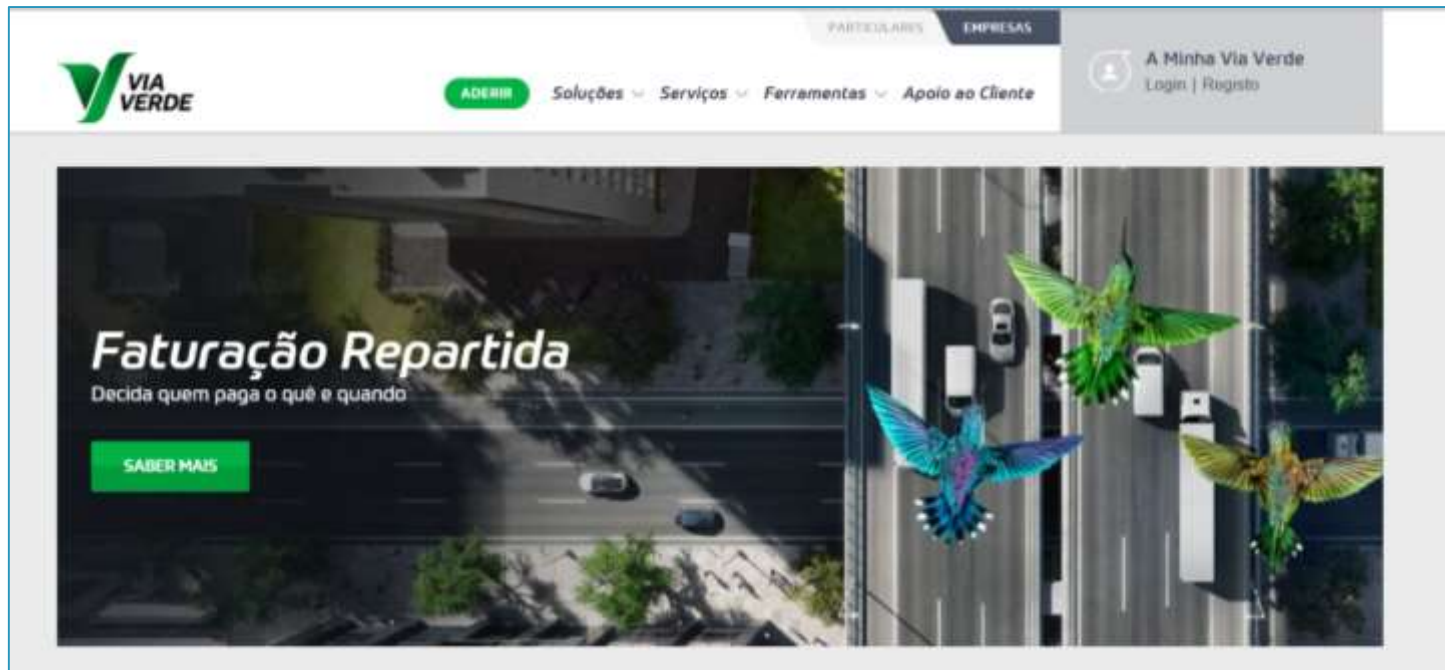 PARTICULARES EMPRESAS
VIA
VERDE
ADERIR Soluções Serviços Ferramentas Apoio ao Cliente
A Minha Via Verde
Login | Registo
Faturação Repartida
Decida quem paga o quê e quando
SABER MAIS